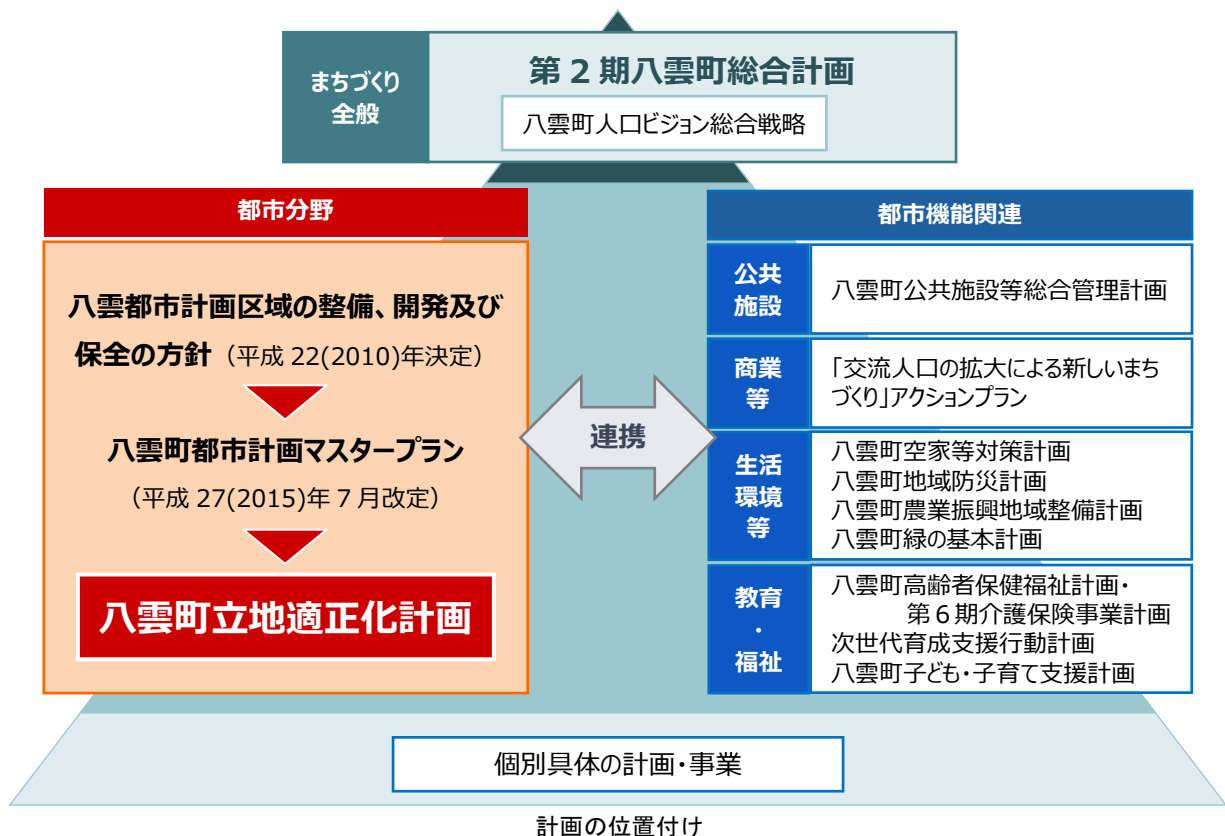 まちづくり
全般
第2期八雲町総合計画
八雲町人口ビジョン総合戦略
都市分野
八雲都市計画区域の整備、開発及び
保全の方針（平成 22(2010)年決定）
八雲町都市計画マスタープラン
（平成 27(2015)年７月改定）
八雲町立地適正化計画
連携
都市機能関連
公共
施設
八雲町公共施設等総合管理計画
商業
等
「交流人口の拡大による新しいまち
づくり」アクションプラン
生活
環境
等
八雲町空家等対策計画
八雲町地域防災計画
八雲町農業振興地域整備計画
八雲町緑の基本計画
教育
・
福祉
八雲町高齢者保健福祉計画・
第６期介護保険事業計画
次世代育成支援行動計画
八雲町子ども・子育て支援計画
個別具体の計画・事業
計画の位置付け